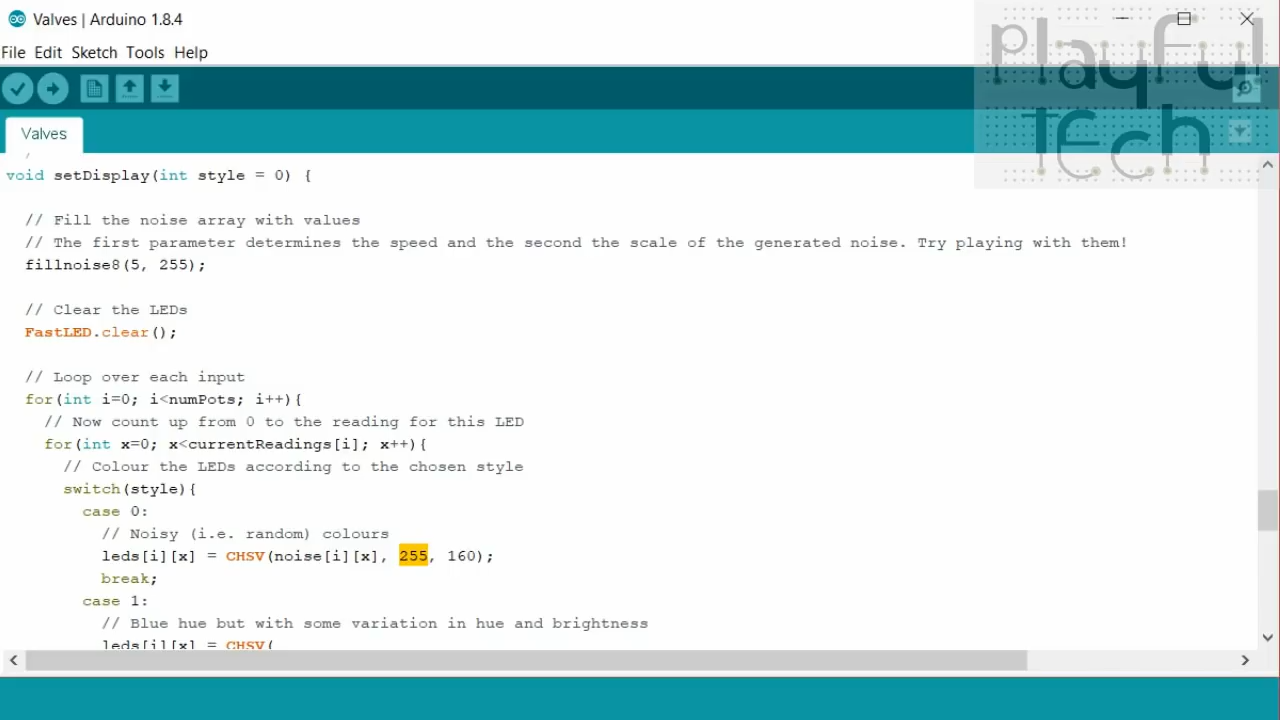 Valves | Arduino 1.8.4
Playful
Tech
File Edit Sketch Tools Help
Valves
void setDisplay(int style = 0) {
// Fill the noise array with values
// The first parameter determines the speed and the second the scale of the generated noise. Try playing with them!
fillnoise8(5, 255);
// Clear the LEDs
FastLED.clear();
// Loop over each input
for(int i=0; i<numPots; i++){
// Now count up from 0 to the reading for this LED
for(int x=0; x<currentReadings[i]; x++){
// Colour the LEDs according to the chosen style
switch(style){
case 0:
// Noisy (i.e. random) colours
leds[i][x] = CHSV(noise[i][x], 255, 160);
break;
case 1:
// Blue hue but with some variation in hue and brightness
leds[i][x] = CHSV(